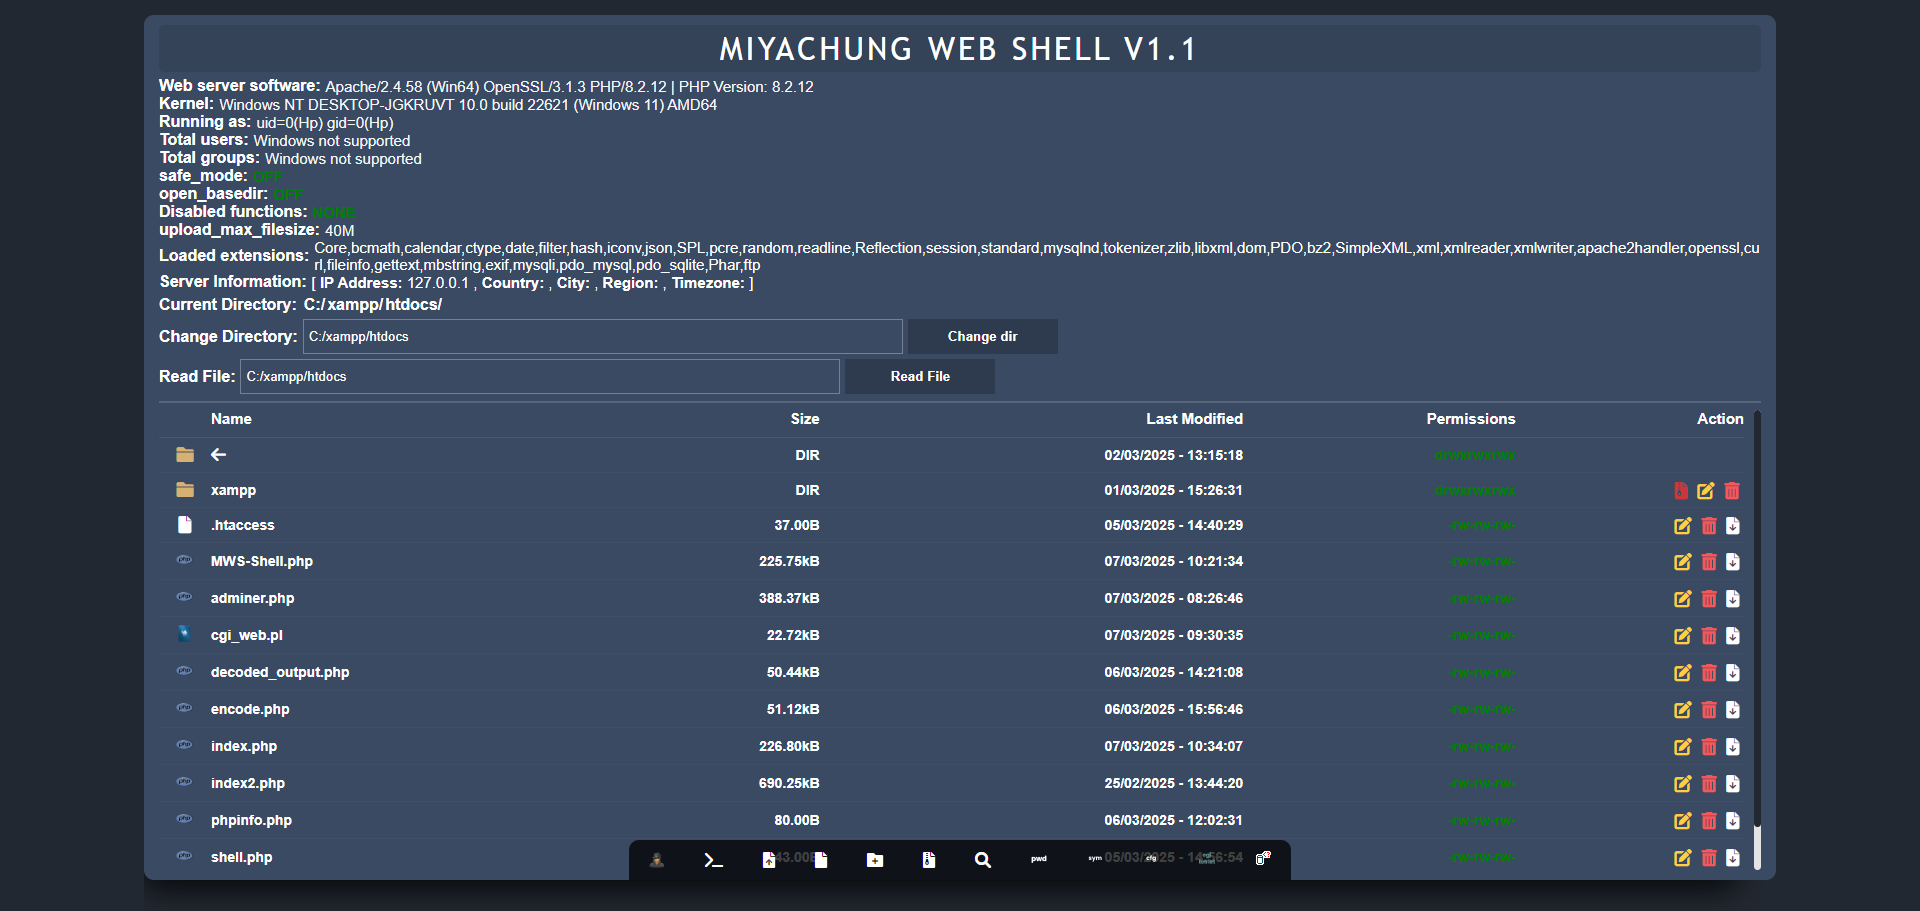 MIYACHUNG WEB SHELL V1.1
Web server software: Apache/2.4.58 (Win64) OpenSSL/3.1.3 PHP/8.2.12 | PHP Version: 8.2.12
Kernel: Windows NT DESKTOP-JGKRUVT 10.0 build 22621 (Windows 11) AMD64
Running as: uid=0(Hp) gid=0(Hp)
Total users: Windows not supported
Total groups: Windows not supported
safe_mode: OFF
open_basedir: OFF
Disabled functions: NONE
upload_max_filesize: 40M
Loaded extensions: Core,bcmath,calendar,ctype,date,filter,hash,iconv,json,SPL,pcre,random,readline,Reflection,session,standard,mysqlnd,tokenizer,zlib,libxml,dom,PDO,bz2,SimpleXML,xml,xmlreader,xmlwriter,apache2handler,openssl,cu
rl,fileinfo,gettext,mbstring,exif,mysqli,pdo_mysql,pdo_sqlite,Phar,ftp
Server Information: [ IP Address: 127.0.0.1 , Country: , City: , Region: , Timezone: ]
Current Directory: C:/xampp/htdocs/
Change Directory: C:/xampp/htdocs Change dir
Read File: C:/xampp/htdocs Read File
Name Size Last Modified Permissions Action
DIR 02/03/2025 - 13:15:18 drwxrwxrwx
xampp DIR 01/03/2025 - 15:26:31 drwxrwxrwx
.htaccess 37.00B 05/03/2025 - 14:40:29 -rw-rw-rw-
MWS-Shell.php 225.75kB 07/03/2025 - 10:21:34 -rw-rw-rw-
adminer.php 388.37kB 07/03/2025 - 08:26:46 -rw-rw-rw-
cgi_web.pl 22.72kB 07/03/2025 - 09:30:35 -rw-rw-rw-
decoded_output.php 50.44kB 06/03/2025 - 14:21:08 -rw-rw-rw-
encode.php 51.12kB 06/03/2025 - 15:56:46 -rw-rw-rw-
index.php 226.80kB 07/03/2025 - 10:34:07 -rw-rw-rw-
index2.php 690.25kB 25/02/2025 - 13:44:20 -rw-rw-rw-
phpinfo.php 80.00B 06/03/2025 - 12:02:31 -rw-rw-rw-
shell.php 43.00B 05/03/2025 - 14:56:54 -rw-rw-rw-
pwd sym cfg